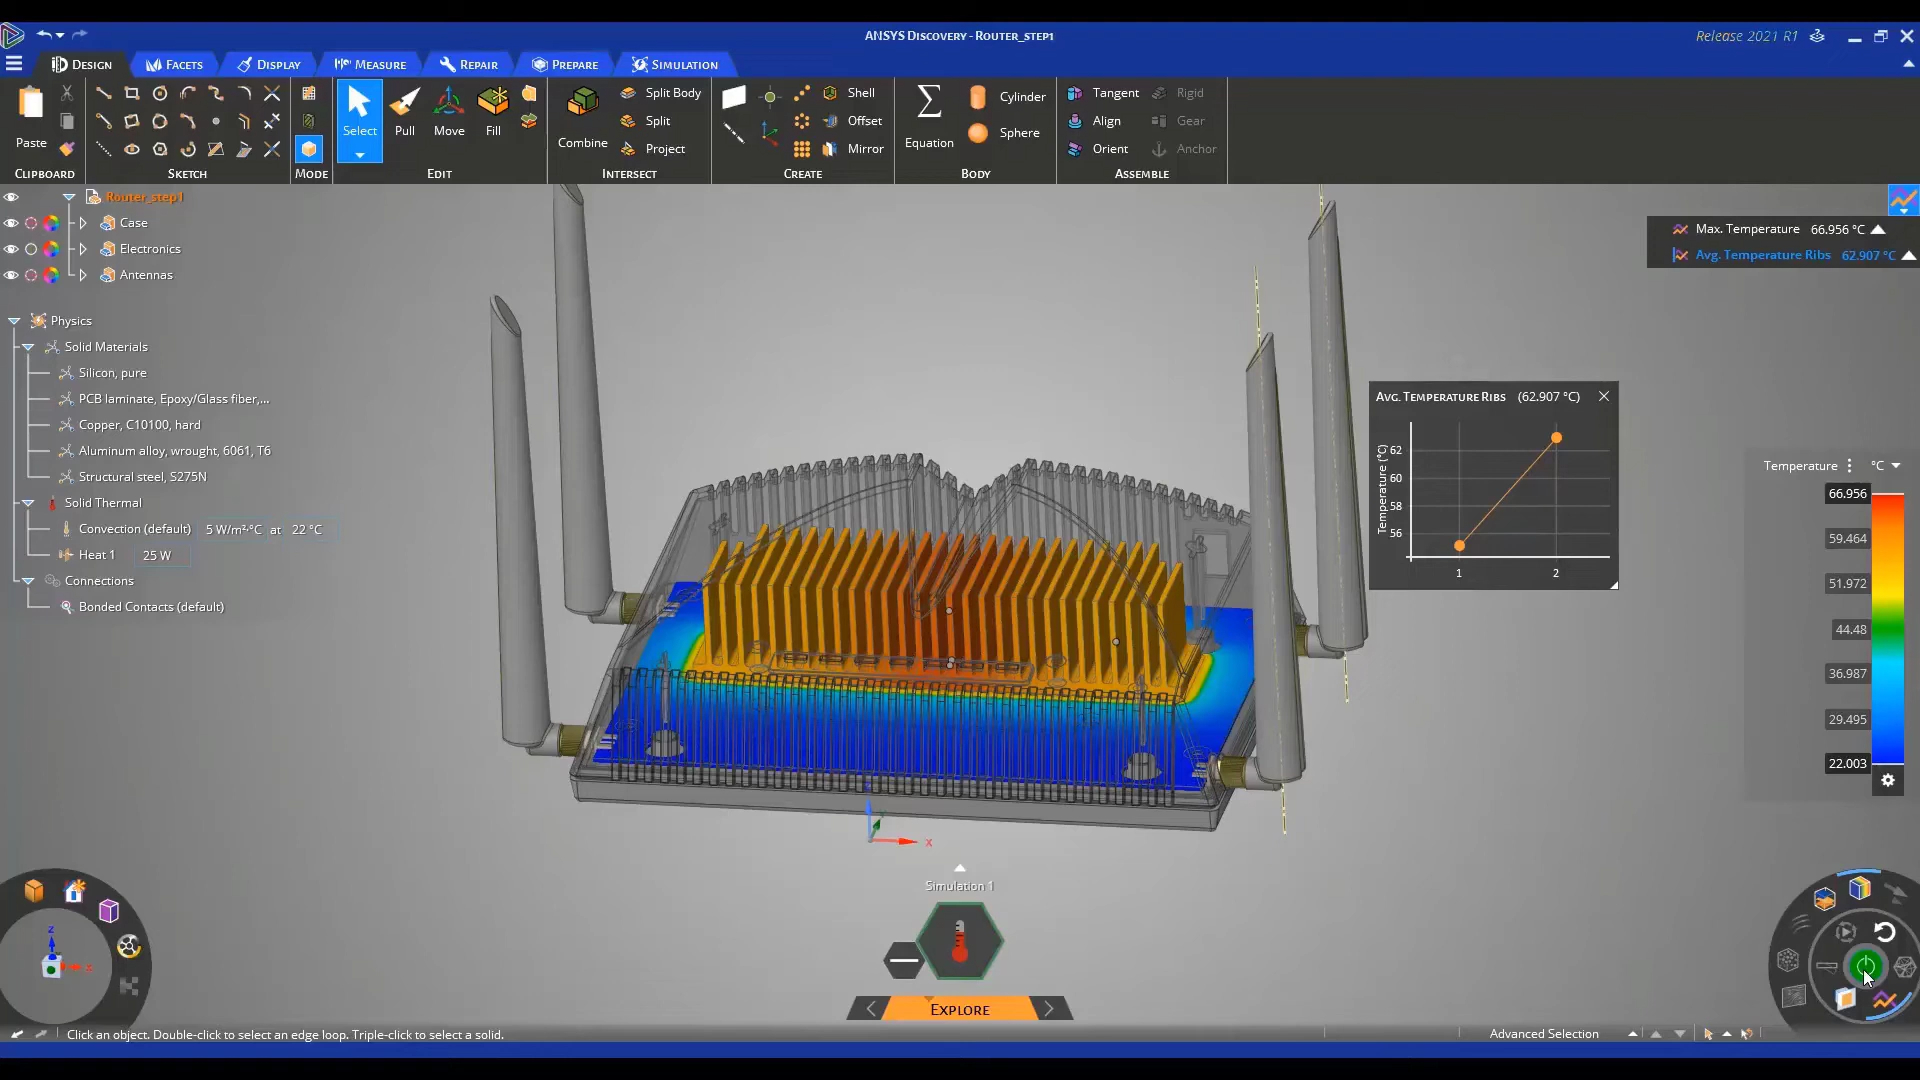 ANSYS Discovery - Router_step1
Release 2021 R1
Design
Facets
Display
Measure
Repair
Prepare
Simulation
Paste
Clipboard
Sketch
Mode
Select
Pull
Move
Fill
Edit
Combine
Split Body
Split
Project
Intersect
Shell
Offset
Mirror
Create
Equation
Cylinder
Sphere
Body
Tangent
Align
Orient
Rigid
Gear
Anchor
Assemble
Router_step1
Case
Electronics
Antennas
Physics
Solid Materials
Silicon, pure
PCB laminate, Epoxy/Glass fiber,...
Copper, C10100, hard
Aluminum alloy, wrought, 6061, T6
Structural steel, S275N
Solid Thermal
Convection (default) 5 W/m²·°C at 22 °C
Heat 1 25 W
Connections
Bonded Contacts (default)
Max. Temperature 66.956 °C
Avg. Temperature Ribs 62.907 °C
Avg. Temperature Ribs (62.907 °C)
Temperature (°C)
62
60
58
56
1 2
Temperature °C
66.956
59.464
51.972
44.48
36.987
29.495
22.003
X
Z
Simulation 1
Explore
Click an object. Double-click to select an edge loop. Triple-click to select a solid.
Advanced Selection